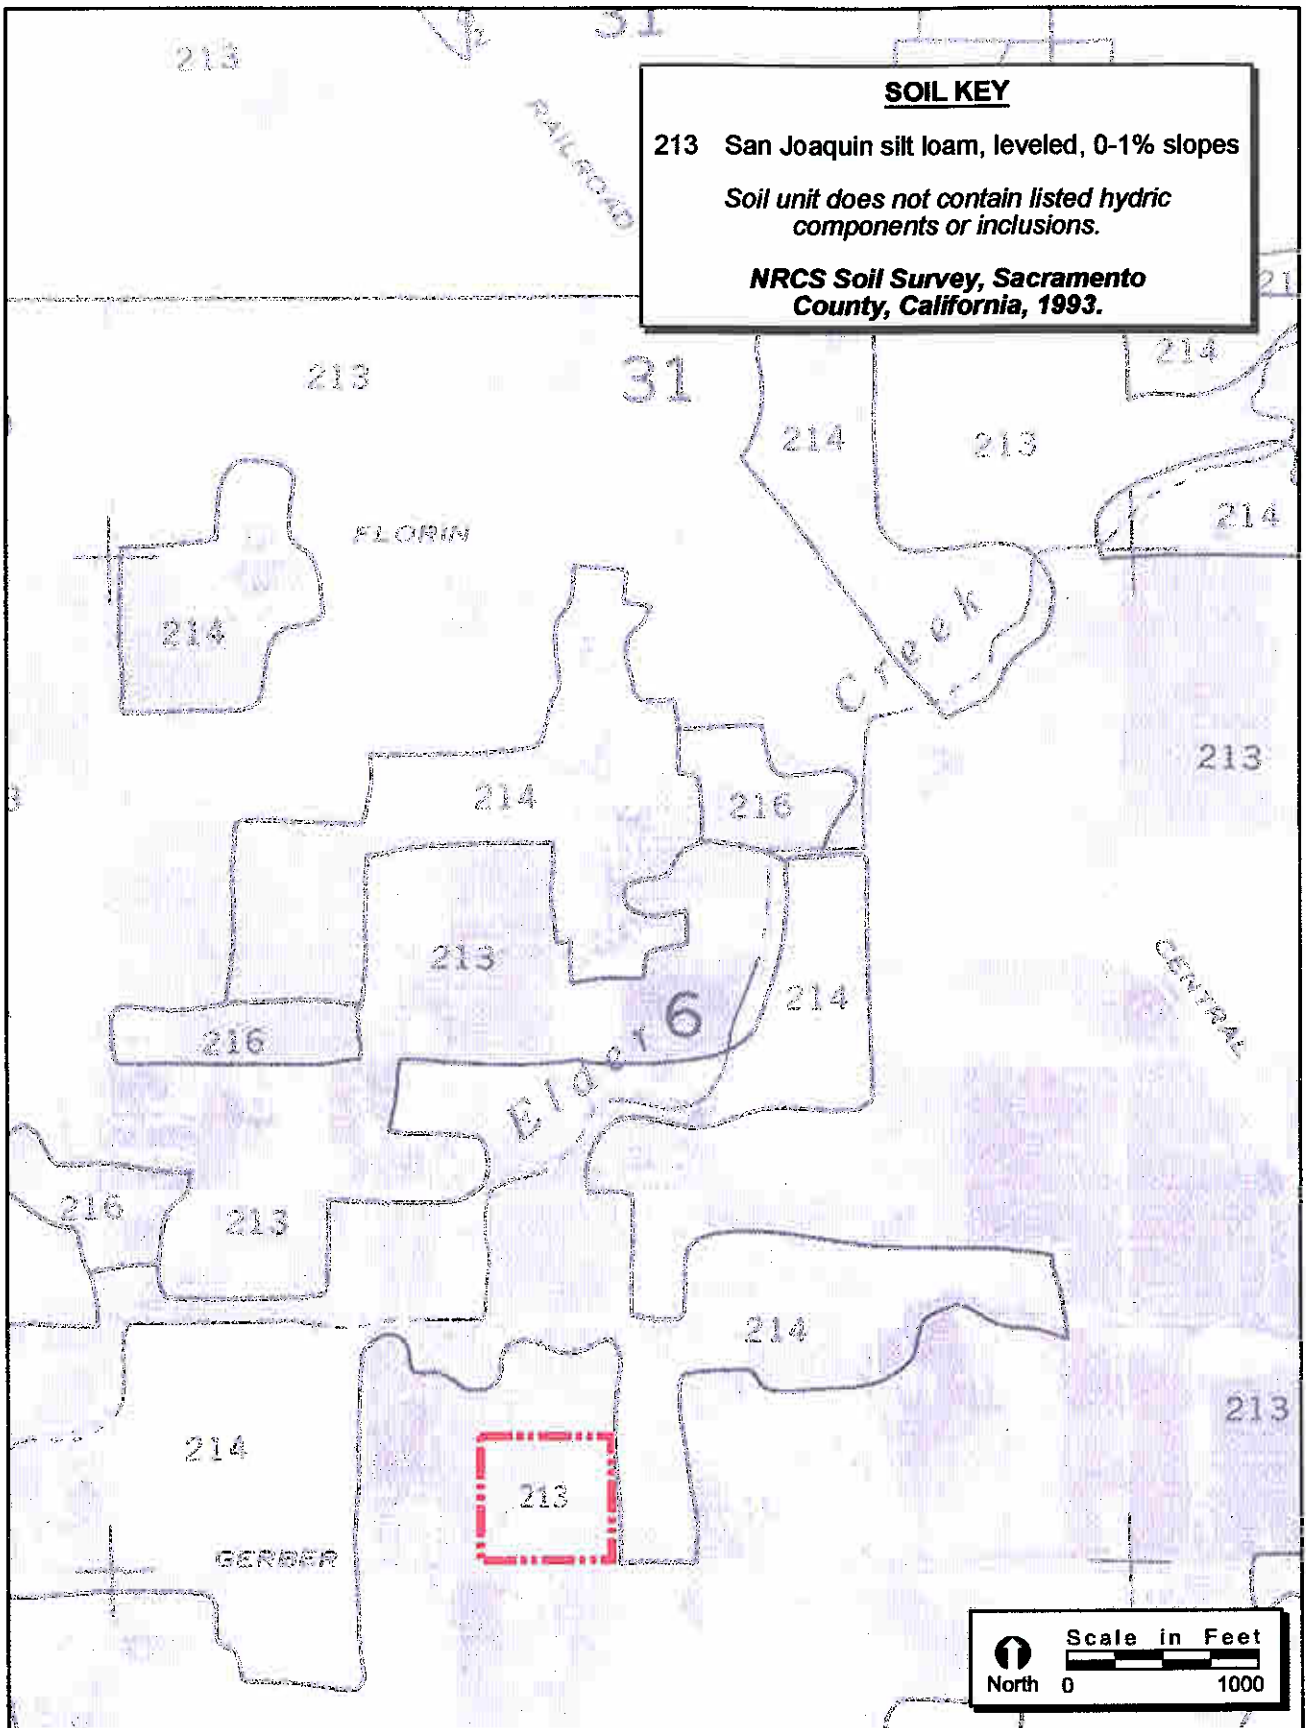 31
213
RAILROAD
SOIL KEY
213 San Joaquin silt loam, leveled, 0-1% slopes
Soil unit does not contain listed hydric
components or inclusions.
NRCS Soil Survey, Sacramento
County, California, 1993.
213
31
214
214
213
214
FLORIN
214
Creek
213
214
216
213
6
214
CENTRAL
216
Elder
216
213
214
213
214
213
GERBER
North
Scale in Feet
0 1000